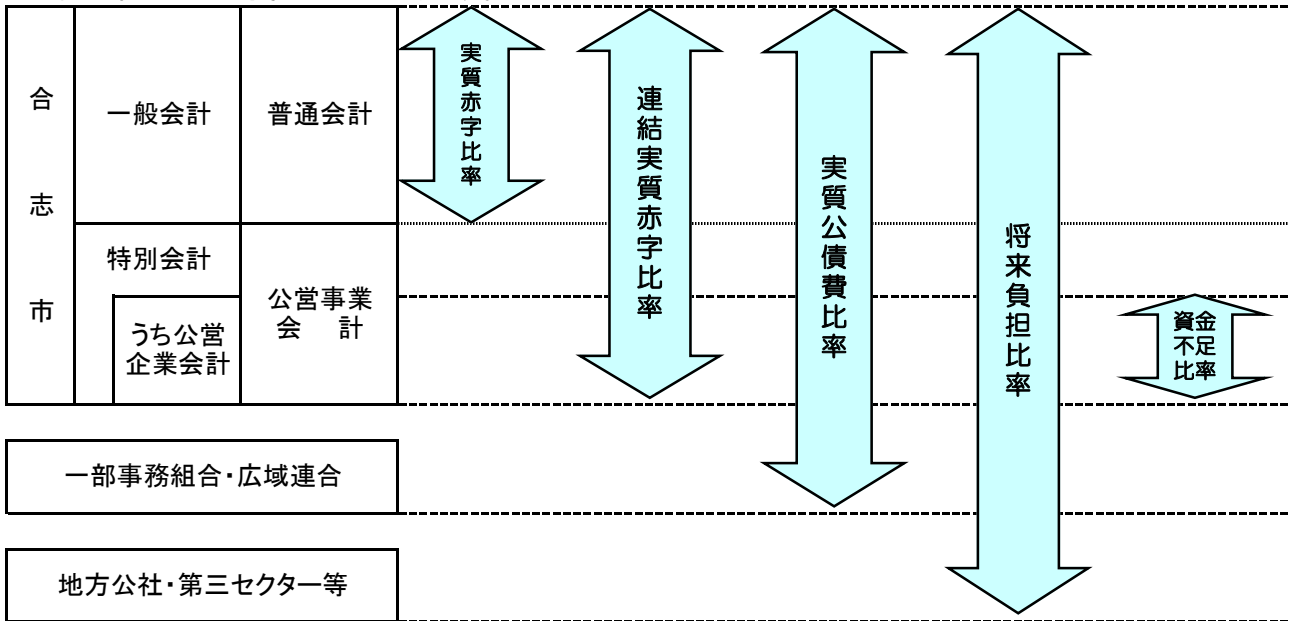 合志市
一般会計
普通会計
実質赤字比率
連結実質赤字比率
実質公債費比率
将来負担比率
特別会計
公営事業
会　計
うち公営
企業会計
資金
不足
比率
一部事務組合・広域連合
地方公社・第三セクター等